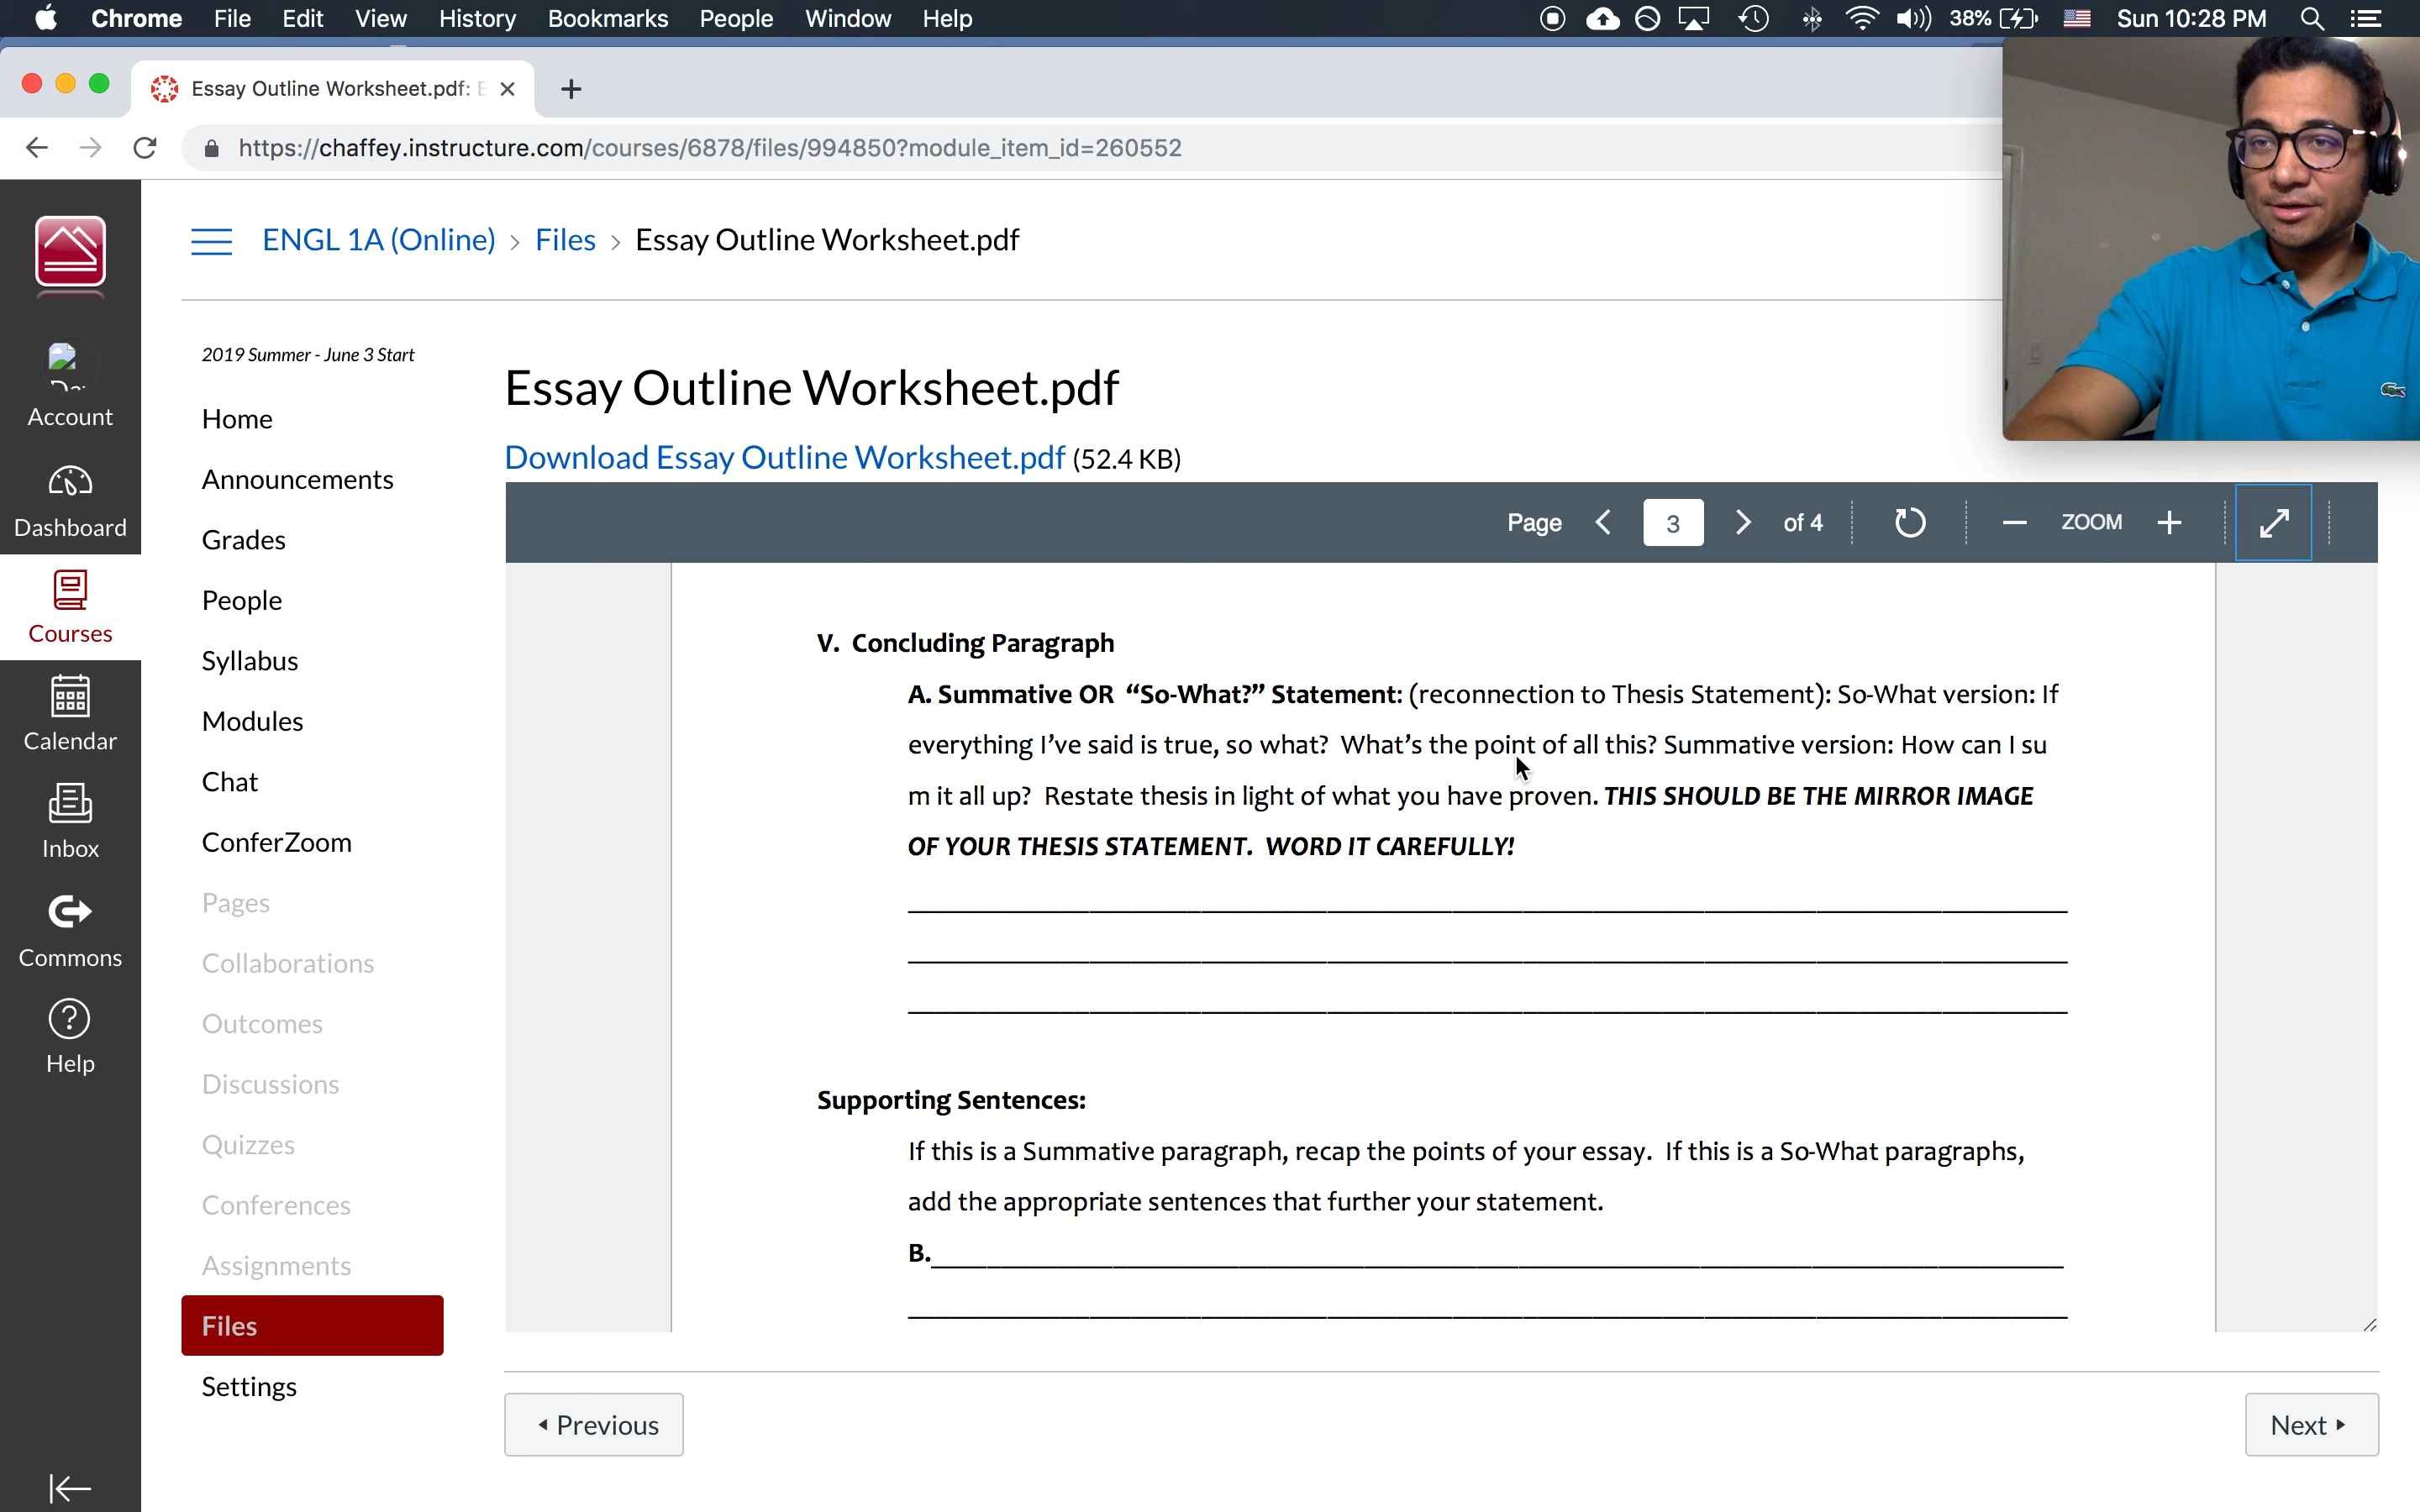 Chrome File Edit View History Bookmarks People Window Help 38% Sun 10:28 PM
Essay Outline Worksheet.pdf: E
https://chaffey.instructure.com/courses/6878/files/994850?module_item_id=260552
ENGL 1A (Online) > Files > Essay Outline Worksheet.pdf
Account
Dashboard
Courses
Calendar
Inbox
Commons
Help
2019 Summer - June 3 Start
Home
Announcements
Grades
People
Syllabus
Modules
Chat
ConferZoom
Pages
Collaborations
Outcomes
Discussions
Quizzes
Conferences
Assignments
Files
Settings
Essay Outline Worksheet.pdf
Download Essay Outline Worksheet.pdf (52.4 KB)
Page 3 of 4 ZOOM
V. Concluding Paragraph
A. Summative OR “So-What?” Statement: (reconnection to Thesis Statement): So-What version: If
everything I’ve said is true, so what? What’s the point of all this? Summative version: How can I su
m it all up? Restate thesis in light of what you have proven. THIS SHOULD BE THE MIRROR IMAGE
OF YOUR THESIS STATEMENT. WORD IT CAREFULLY!
Supporting Sentences:
If this is a Summative paragraph, recap the points of your essay. If this is a So-What paragraphs,
add the appropriate sentences that further your statement.
B.
Previous
Next